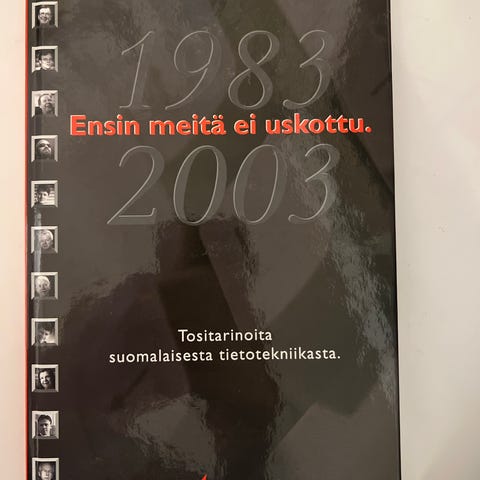 1983
Ensin meitä ei uskottu.
2003
Tositarinoita
suomalaisesta tietotekniikasta.